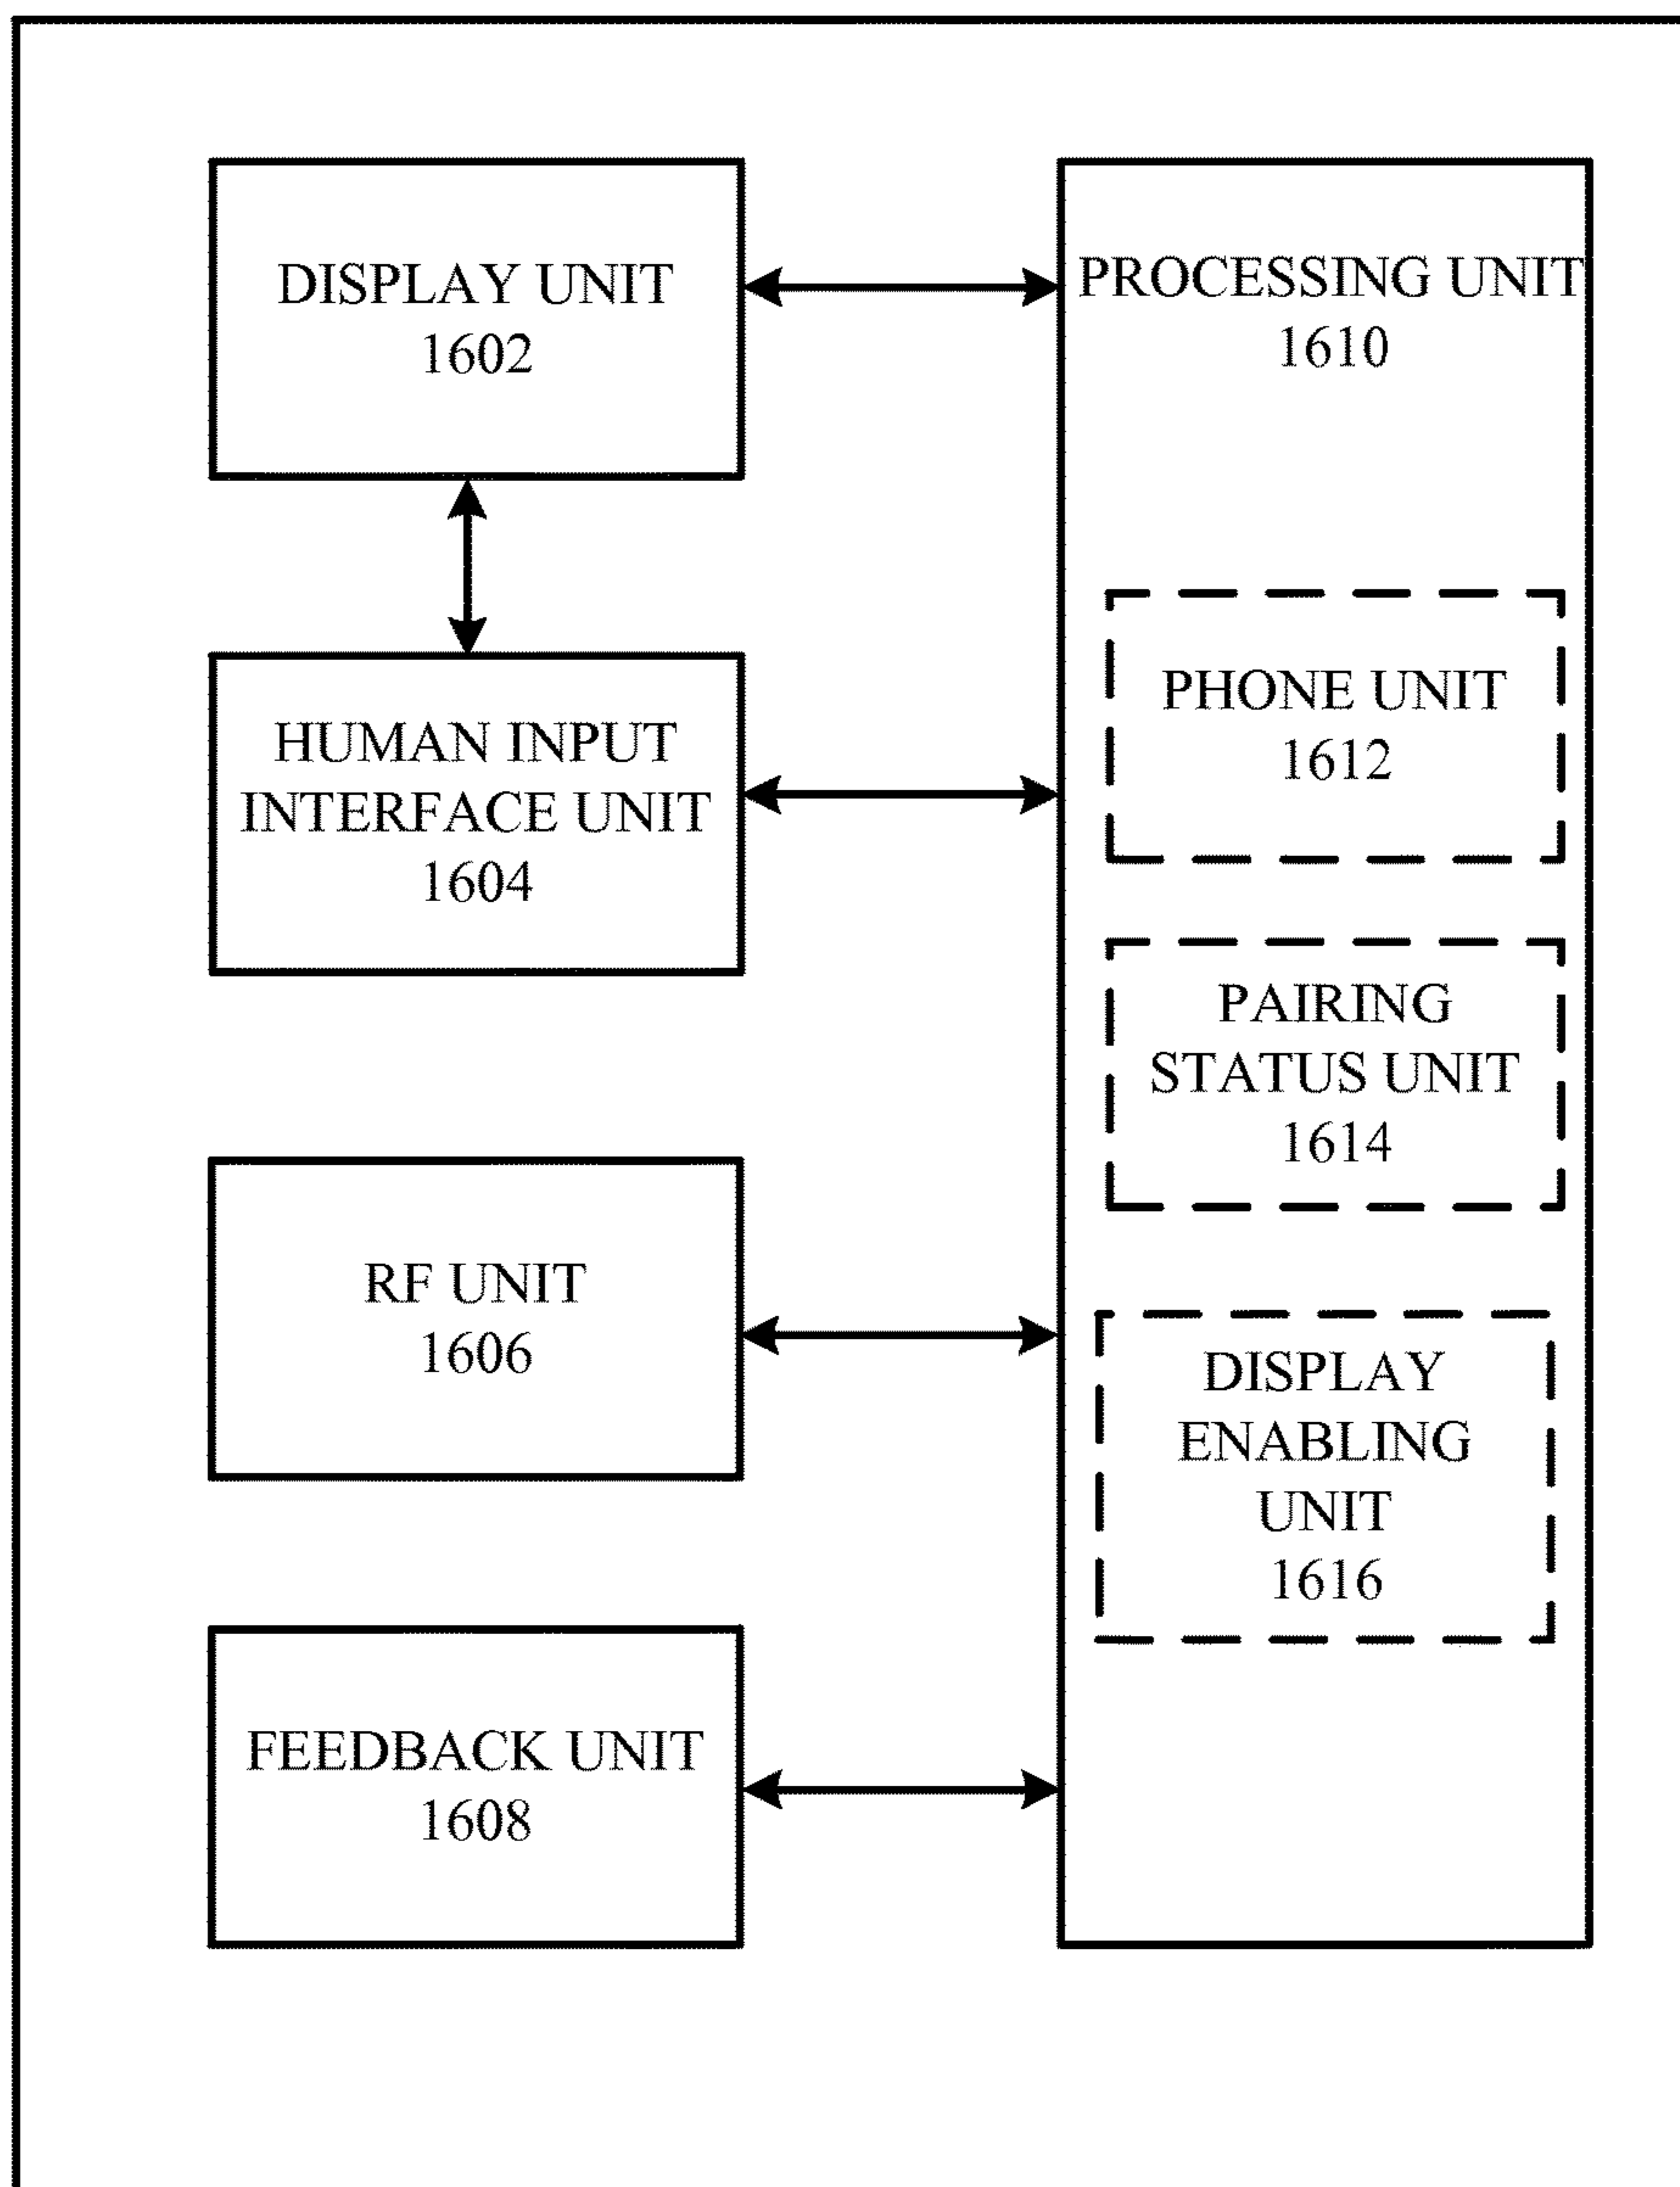 DISPLAY UNIT
1602
PROCESSING UNIT
1610
HUMAN INPUT
INTERFACE UNIT
1604
PHONE UNIT
1612
PAIRING
STATUS UNIT
1614
RF UNIT
1606
DISPLAY
ENABLING
UNIT
1616
FEEDBACK UNIT
1608